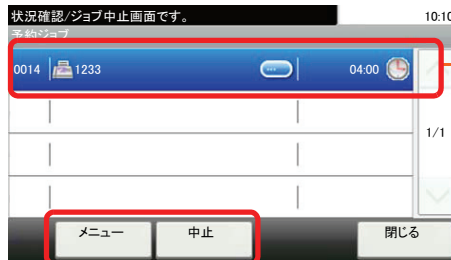 状況確認/ジョブ中止画面です。
10:10
予約ジョブ
0014 1233 04:00
1/1
メニュー 中止 閉じる